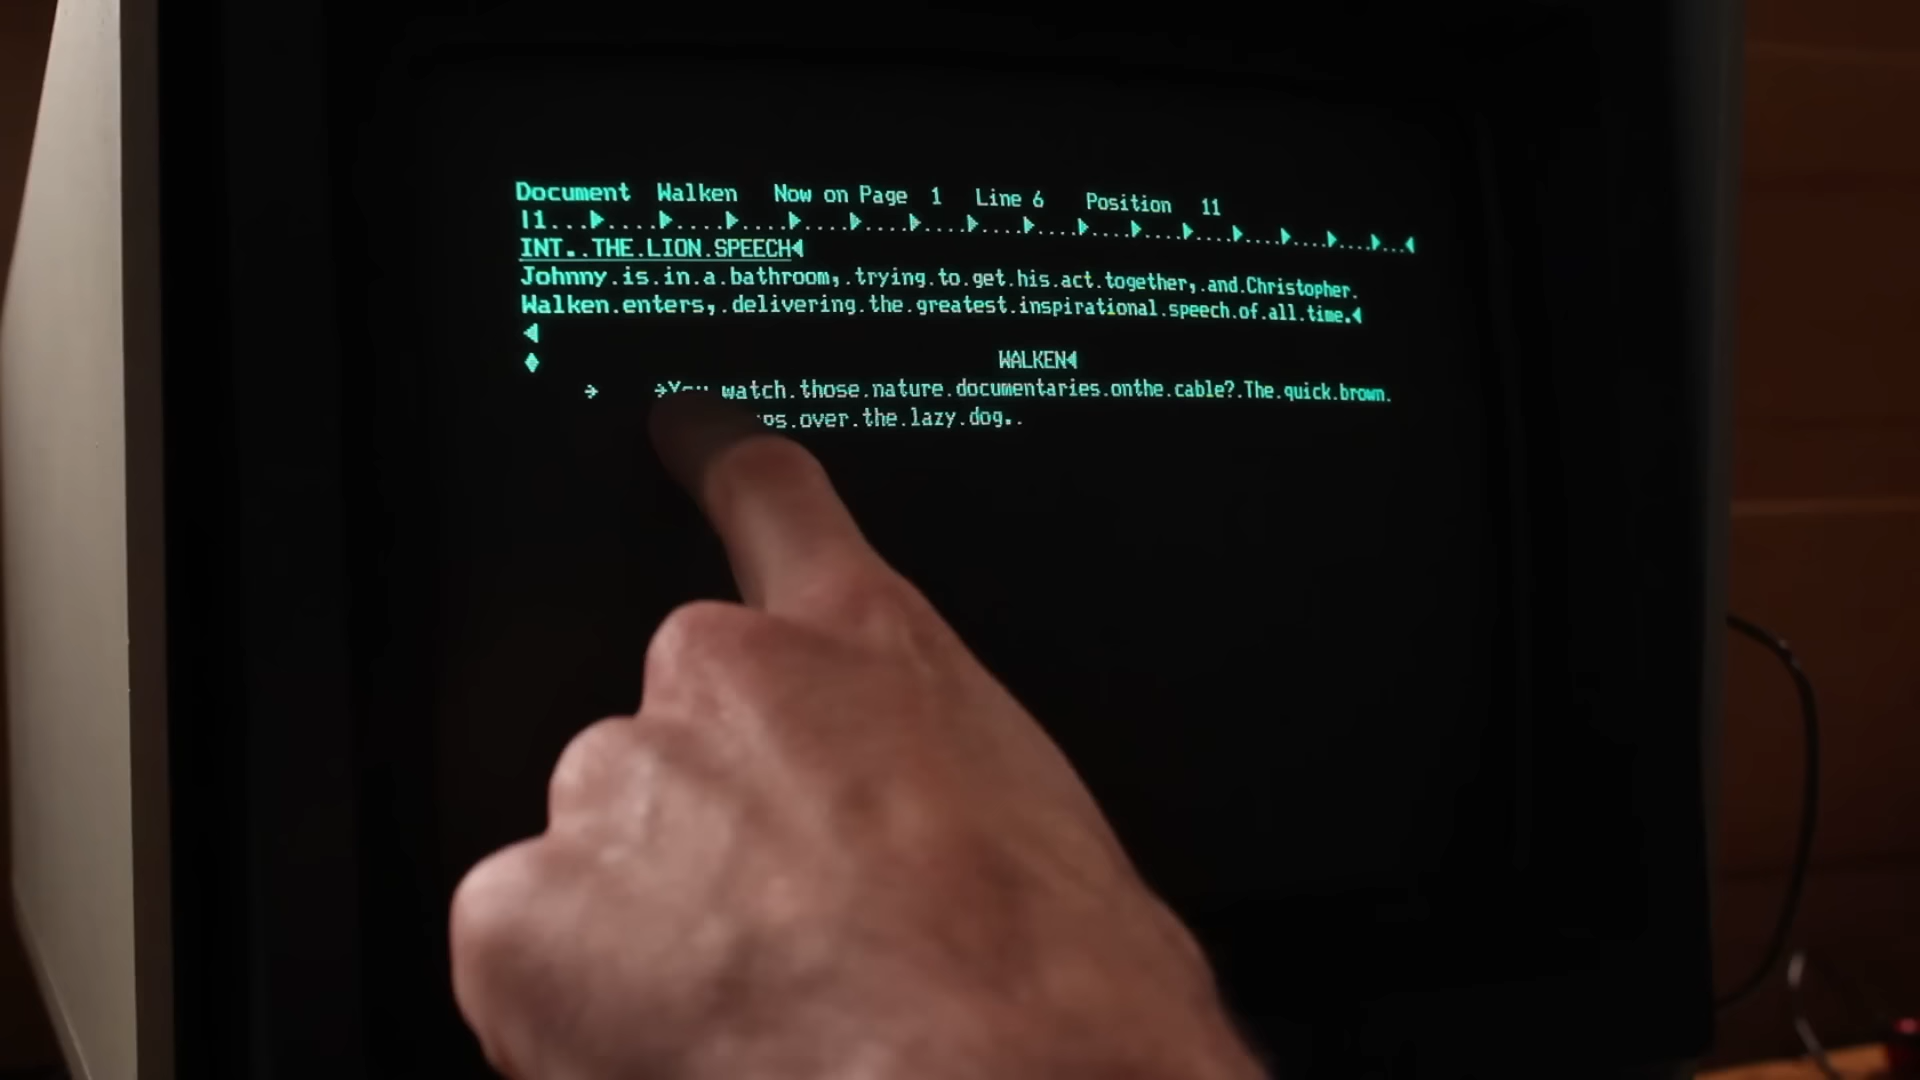 Document Walken Now on Page 1 Line 6 Position 11
INT..THE.LION.SPEECH
Johnny.is.in.a.bathroom,.trying.to.get.his.act.together,.and.Christopher.
Walken.enters,.delivering.the.greatest.inspirational.speech.of.all.time.
WALKEN
watch.those.nature.documentaries.onthe.cable?.The.quick.brown.
.over.the.lazy.dog..